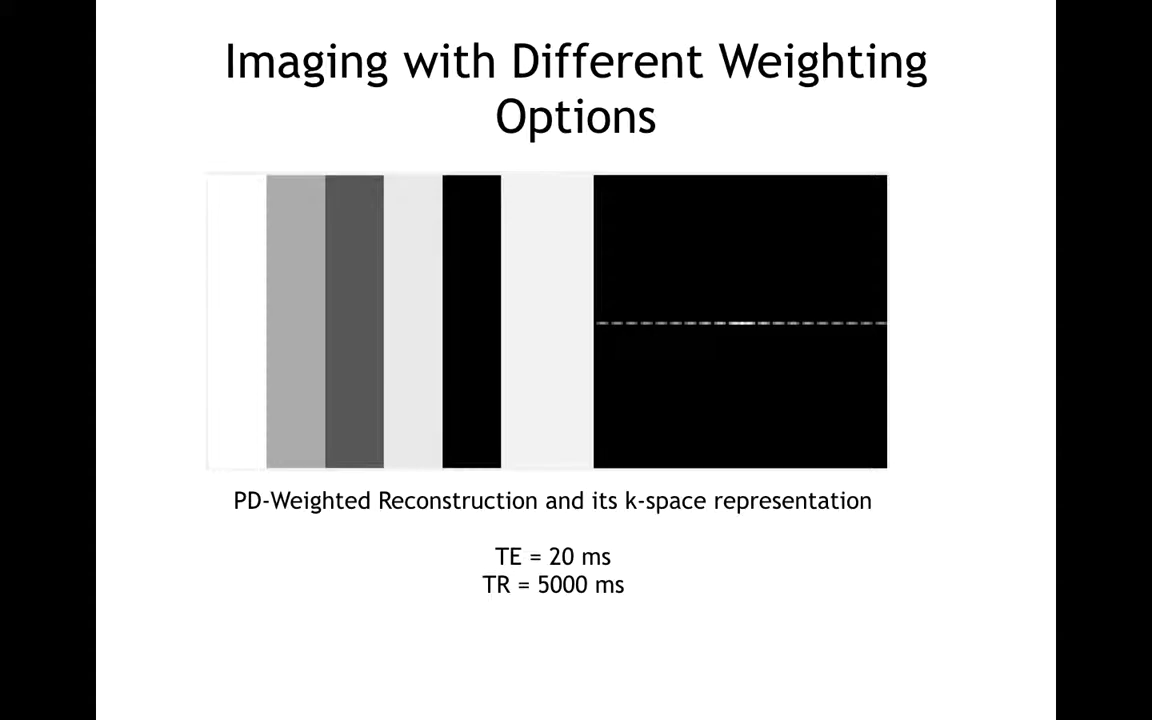 Imaging with Different Weighting
Options
PD-Weighted Reconstruction and its k-space representation
TE = 20 ms
TR = 5000 ms